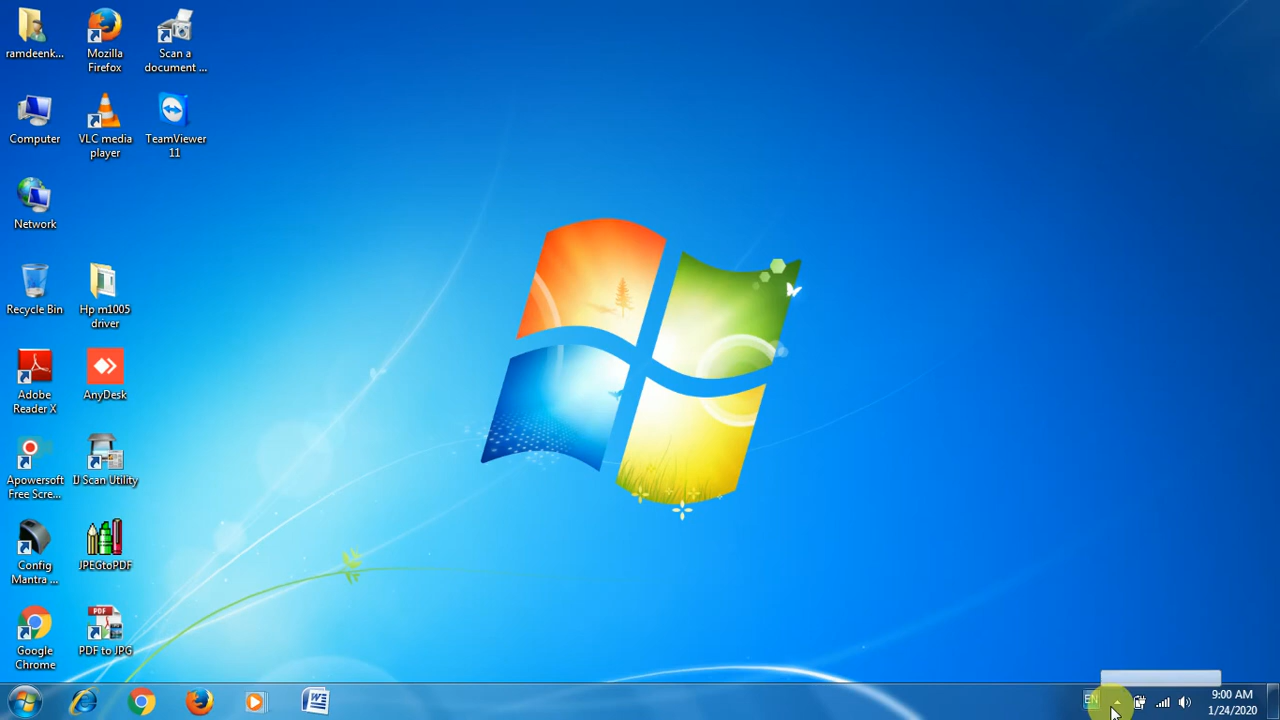 ramdeenk...
Mozilla
Firefox
Scan a
document ...
Computer
VLC media
player
TeamViewer
11
Network
Recycle Bin
Hp m1005
driver
Adobe
Reader X
AnyDesk
Apowersoft
Free Scre...
IJ Scan Utility
Config
Mantra ...
JPEGtoPDF
Google
Chrome
PDF
PDF to JPG
W
EN
9:00 AM
1/24/2020